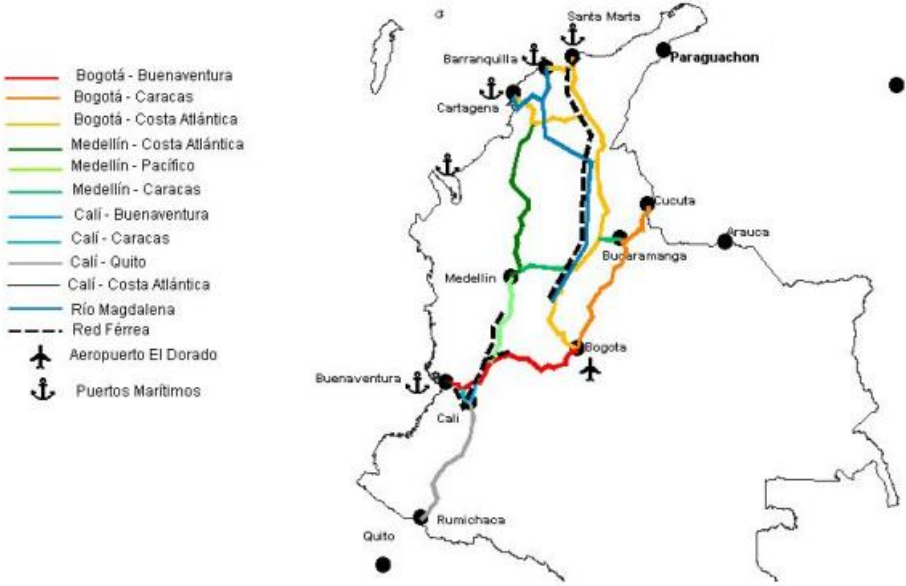 Bogotá - Buenaventura
Bogotá - Caracas
Bogotá - Costa Atlántica
Medellín - Costa Atlántica
Medellín - Pacífico
Medellín - Caracas
Calí - Buenaventura
Calí - Caracas
Calí - Quito
Calí - Costa Atlántica
Río Magdalena
Red Férrea
Aeropuerto El Dorado
Puertos Marítimos
Santa Marta
Barranquilla
Paraguachon
Cartagena
Cucuta
Arauca
Bucaramanga
Medellin
Bogota
Buenaventura
Cali
Rumichaca
Quito